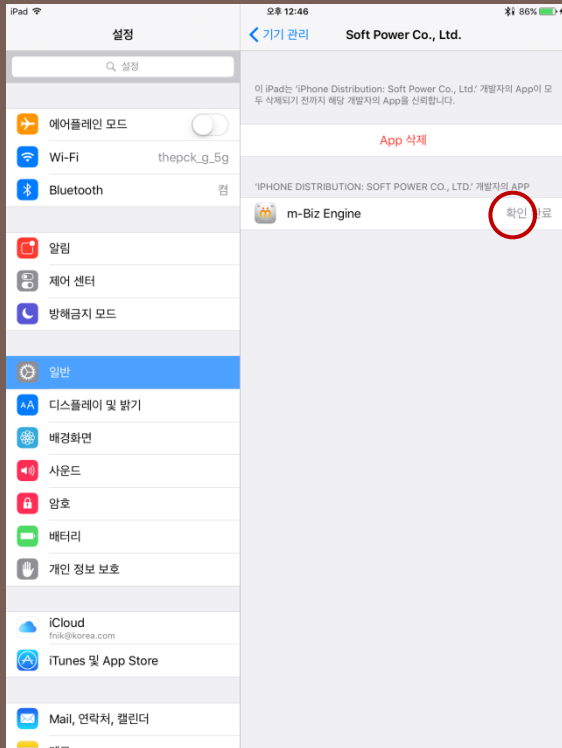 iPad 오후 12:46 86%
설정
기기 관리 Soft Power Co., Ltd.
설정
이 iPad는 ‘iPhone Distribution: Soft Power Co., Ltd.’ 개발자의 App이 모
두 삭제되기 전까지 해당 개발자의 App을 신뢰합니다.
App 삭제
‘IPHONE DISTRIBUTION: SOFT POWER CO., LTD.’ 개발자의 APP
m-Biz Engine 확인 완료
에어플레인 모드
Wi-Fi thepck_g_5g
Bluetooth 켬
알림
제어 센터
방해금지 모드
일반
AA 디스플레이 및 밝기
배경화면
사운드
암호
배터리
개인 정보 보호
iCloud
fnik@korea.com
iTunes 및 App Store
Mail, 연락처, 캘린더